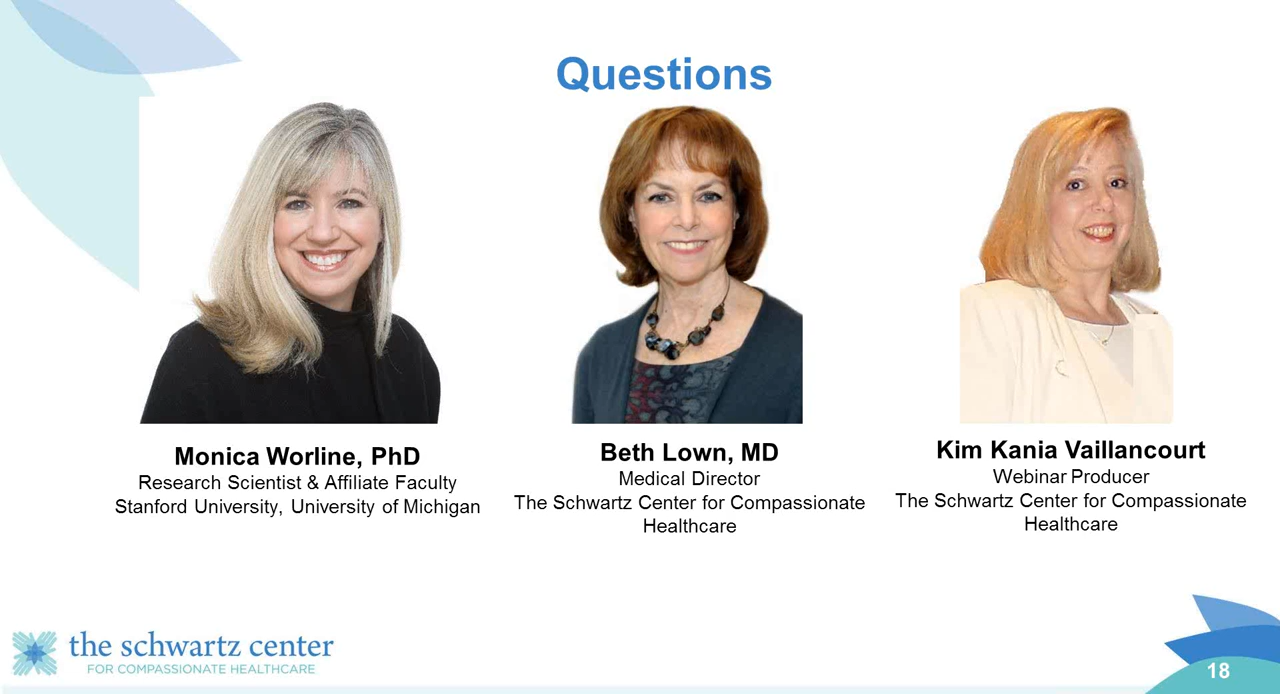 Questions
Monica Worline, PhD
Research Scientist & Affiliate Faculty
Stanford University, University of Michigan
Beth Lown, MD
Medical Director
The Schwartz Center for Compassionate
Healthcare
Kim Kania Vaillancourt
Webinar Producer
The Schwartz Center for Compassionate
Healthcare
the schwartz center
FOR COMPASSIONATE HEALTHCARE
18